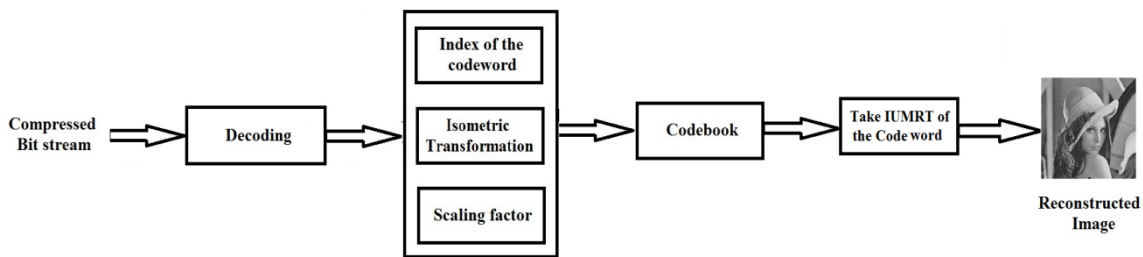 Compressed
Bit stream
Decoding
Index of the
codeword
Isometric
Transformation
Scaling factor
Codebook
Take IUMRT of
the Code word
Reconstructed
Image